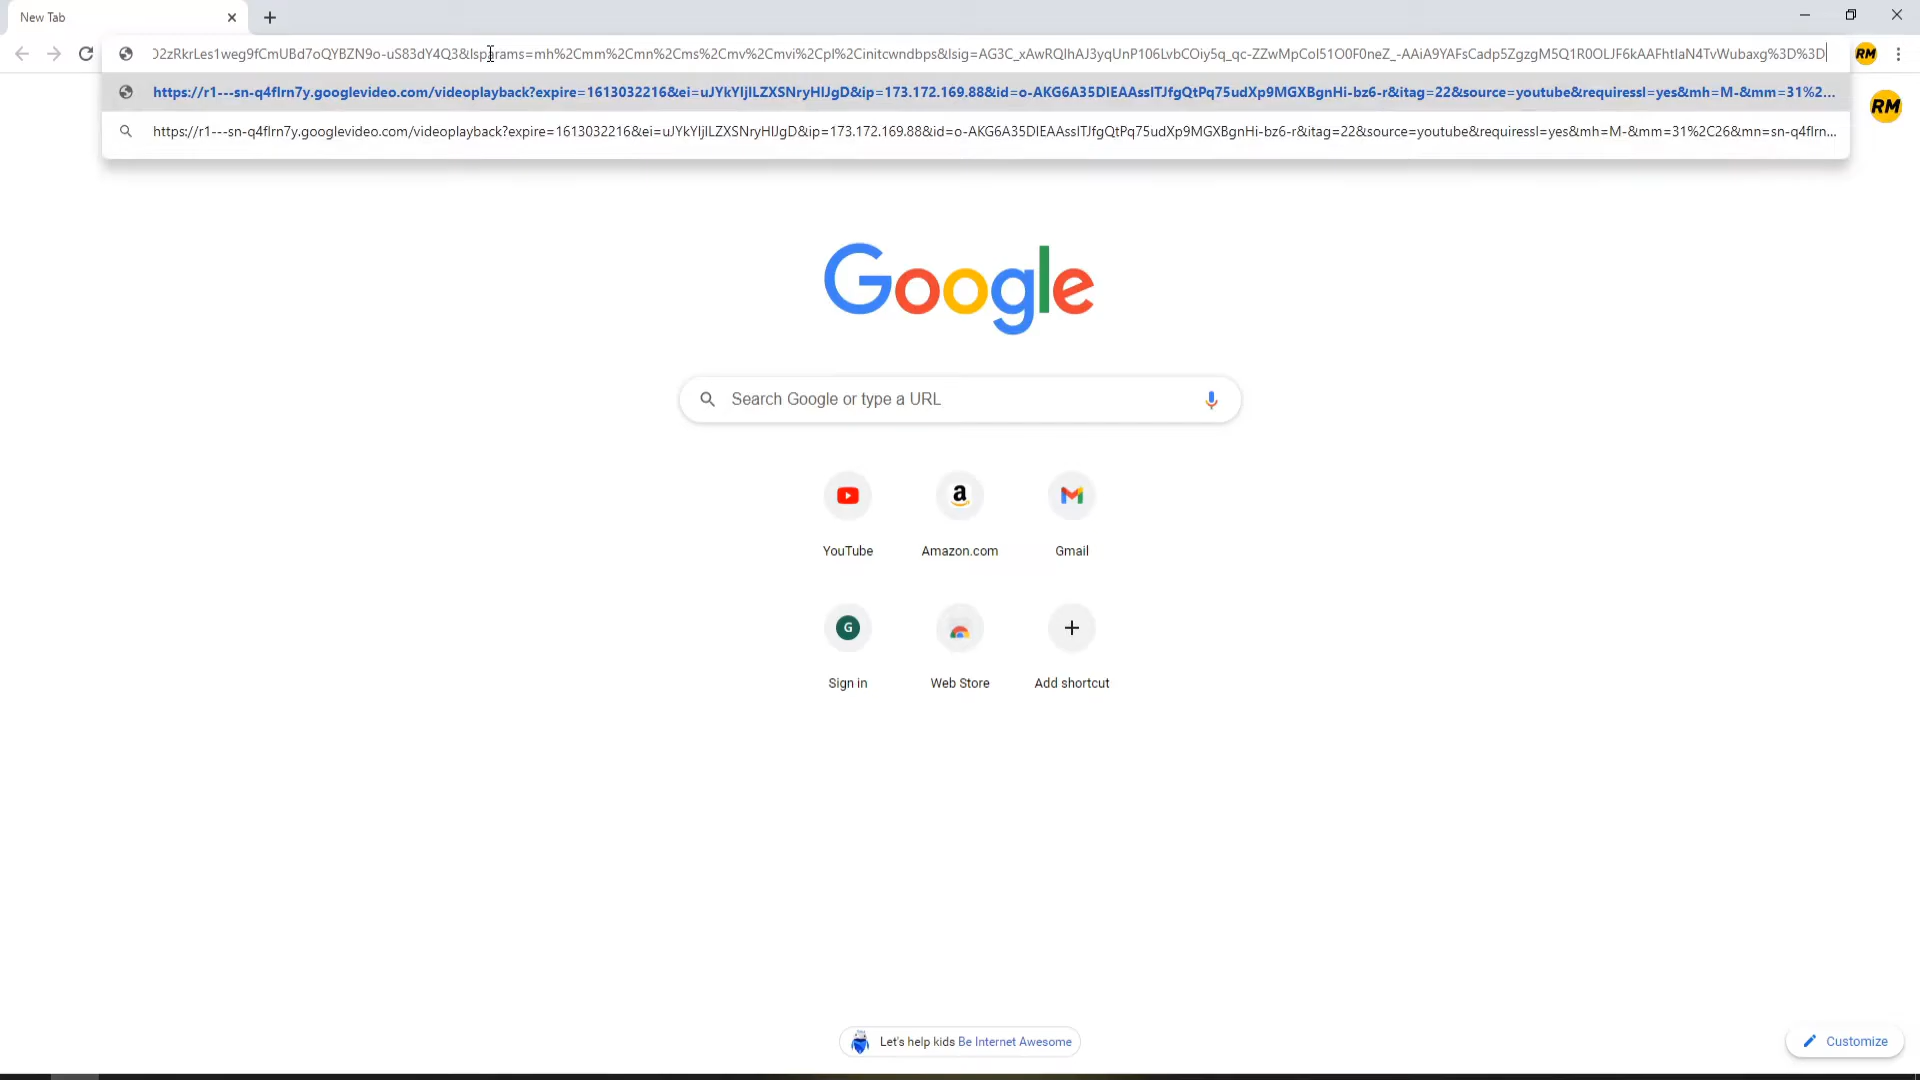 New Tab
D2zRkrLes1weg9fCmUBd7oQYBZN9o-uS83dY4Q3&lsparams=mh%2Cmm%2Cmn%2Cms%2Cmv%2Cmvi%2Cpl%2Cinitcwndbps&lsig=AG3C_xAwRQIhAJ3yqUnP106LvbCOiy5q_qc-ZZwMpCoI51O0F0neZ_-AAiA9YAFsCadp5ZgzgM5Q1R0OLJF6kAAFhtIaN4TvWubaxg%3D%3D
RM
https://r1---sn-q4flrn7y.googlevideo.com/videoplayback?expire=1613032216&ei=uJYkYIjILZXSNryHIJgD&ip=173.172.169.88&id=o-AKG6A35DIEAAssITJfgQtPq75udXp9MGXBgnHi-bz6-r&itag=22&source=youtube&requiressl=yes&mh=M-&mm=31%2...
RM
https://r1---sn-q4flrn7y.googlevideo.com/videoplayback?expire=1613032216&ei=uJYkYIjILZXSNryHIJgD&ip=173.172.169.88&id=o-AKG6A35DIEAAssITJfgQtPq75udXp9MGXBgnHi-bz6-r&itag=22&source=youtube&requiressl=yes&mh=M-&mm=31%2C26&mn=sn-q4flrn...
Google
Search Google or type a URL
a
YouTube
Amazon.com
Gmail
G
Sign in
Web Store
Add shortcut
Let's help kids Be Internet Awesome
Customize